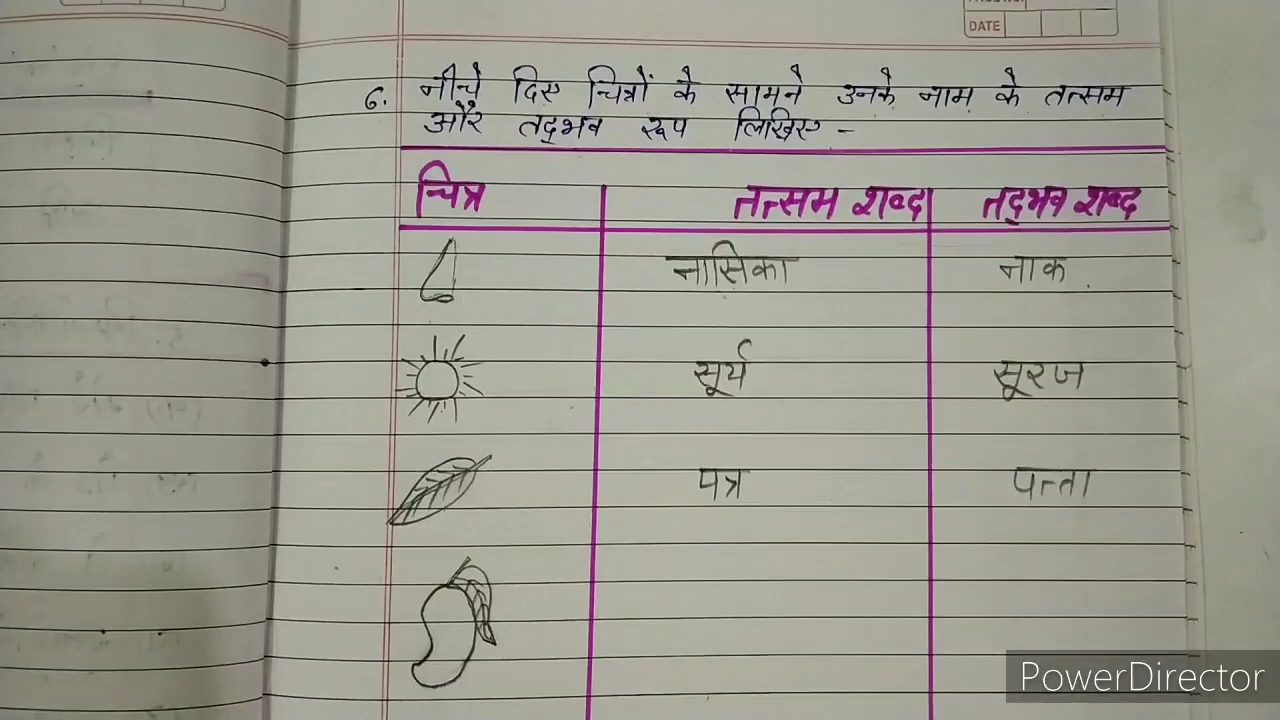 DATE
6. नीचे दिए चित्रों के सामने उनके नाम के तत्सम
और तद्भव रूप लिखिए -
चित्र तत्सम शब्द तद्भव शब्द
नासिका नाक
सूर्य सूरज
पत्र पत्ता
PowerDirector